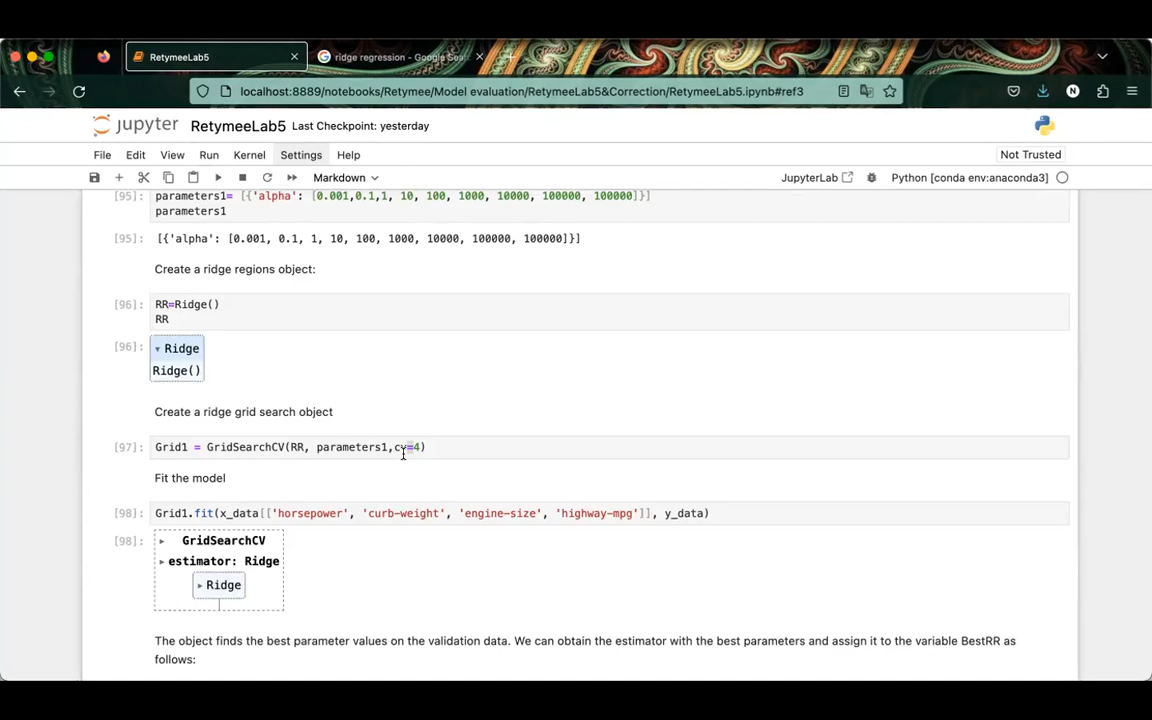 RetymeeLab5
ridge regression - Google Sea
localhost:8889/notebooks/Retymee/Model evaluation/RetymeeLab5&Correction/RetymeeLab5.ipynb#ref3
N
jupyter RetymeeLab5 Last Checkpoint: yesterday
File Edit View Run Kernel Settings Help
Not Trusted
Markdown
JupyterLab
Python [conda env:anaconda3]
[95]: parameters1= [{'alpha': [0.001,0.1,1, 10, 100, 1000, 10000, 100000, 100000]}]
parameters1
[95]: [{'alpha': [0.001, 0.1, 1, 10, 100, 1000, 10000, 100000, 100000]}]
Create a ridge regions object:
[96]: RR=Ridge()
RR
[96]: ▾ Ridge
Ridge()
Create a ridge grid search object
[97]: Grid1 = GridSearchCV(RR, parameters1,cv=4)
Fit the model
[98]: Grid1.fit(x_data[['horsepower', 'curb-weight', 'engine-size', 'highway-mpg']], y_data)
[98]: ▸ GridSearchCV
▸ estimator: Ridge
▸ Ridge
The object finds the best parameter values on the validation data. We can obtain the estimator with the best parameters and assign it to the variable BestRR as
follows: